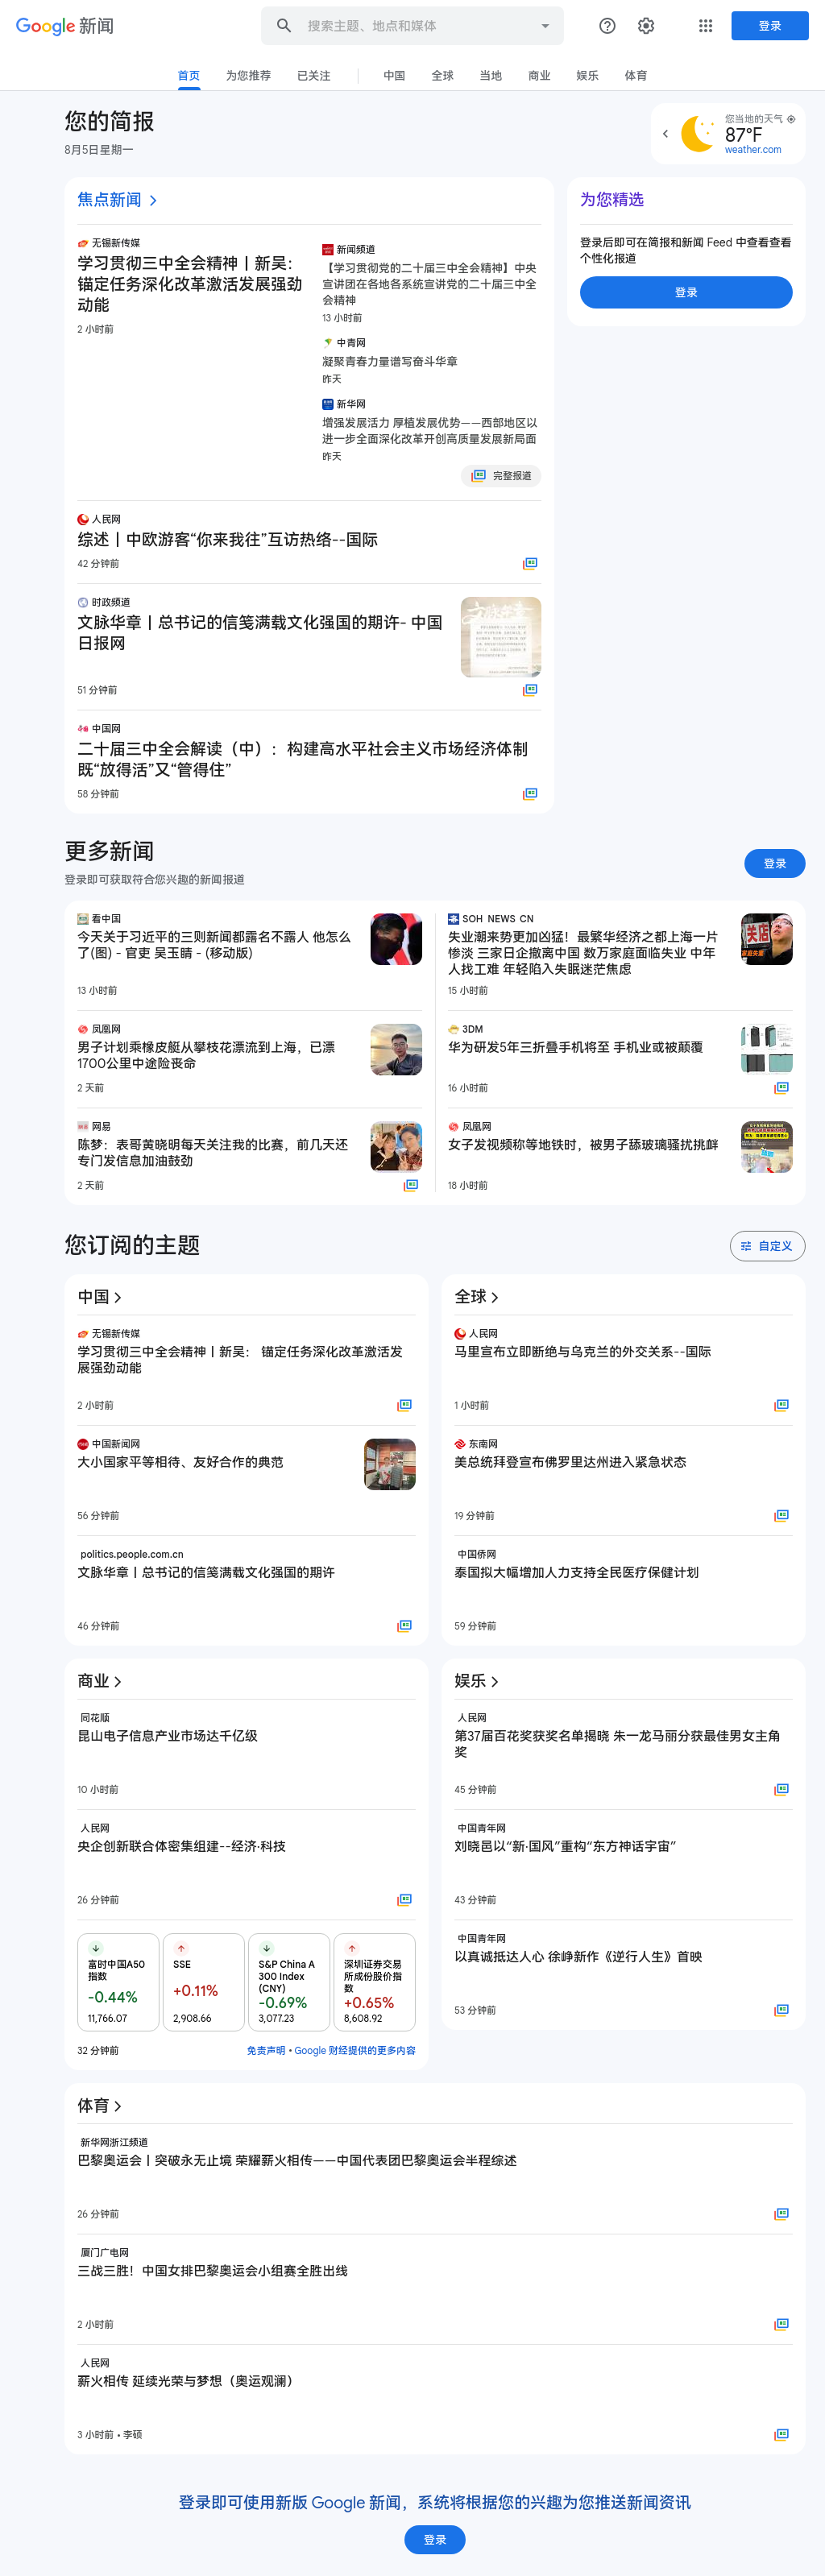 Google 新闻
搜索主题、地点和媒体
登录
首页
为您推荐
已关注
中国
全球
当地
商业
娱乐
体育
您的简报
8月5日星期一
您当地的天气
87°F
weather.com
焦点新闻
无锡新传媒
学习贯彻三中全会精神丨新吴：
锚定任务深化改革激活发展强劲
动能
2 小时前
新闻频道
【学习贯彻党的二十届三中全会精神】中央
宣讲团在各地各系统宣讲党的二十届三中全
会精神
13 小时前
中青网
凝聚青春力量谱写奋斗华章
昨天
新华网
增强发展活力 厚植发展优势——西部地区以
进一步全面深化改革开创高质量发展新局面
昨天
完整报道
人民网
综述丨中欧游客“你来我往”互访热络--国际
42 分钟前
时政频道
文脉华章丨总书记的信笺满载文化强国的期许- 中国
日报网
51 分钟前
中国网
二十届三中全会解读（中）：构建高水平社会主义市场经济体制
既“放得活”又“管得住”
58 分钟前
为您精选
登录后即可在简报和新闻 Feed 中查看查看
个性化报道
登录
更多新闻
登录即可获取符合您兴趣的新闻报道
登录
看中国
今天关于习近平的三则新闻都露名不露人 他怎么
了(图) - 官吏 吴玉晴 - (移动版)
13 小时前
凤凰网
男子计划乘橡皮艇从攀枝花漂流到上海，已漂
1700公里中途险丧命
2 天前
网易
陈梦：表哥黄晓明每天关注我的比赛，前几天还
专门发信息加油鼓劲
2 天前
SOH NEWS CN
失业潮来势更加凶猛！最繁华经济之都上海一片
惨淡 三家日企撤离中国 数万家庭面临失业 中年
人找工难 年轻陷入失眠迷茫焦虑
15 小时前
3DM
华为研发5年三折叠手机将至 手机业或被颠覆
16 小时前
凤凰网
女子发视频称等地铁时，被男子舔玻璃骚扰挑衅
18 小时前
您订阅的主题
自定义
中国
无锡新传媒
学习贯彻三中全会精神丨新吴： 锚定任务深化改革激活发
展强劲动能
2 小时前
中国新闻网
大小国家平等相待、友好合作的典范
56 分钟前
politics.people.com.cn
文脉华章丨总书记的信笺满载文化强国的期许
46 分钟前
全球
人民网
马里宣布立即断绝与乌克兰的外交关系--国际
1 小时前
东南网
美总统拜登宣布佛罗里达州进入紧急状态
19 分钟前
中国侨网
泰国拟大幅增加人力支持全民医疗保健计划
59 分钟前
商业
同花顺
昆山电子信息产业市场达千亿级
10 小时前
人民网
央企创新联合体密集组建--经济·科技
26 分钟前
富时中国A50
指数
-0.44%
11,766.07
SSE
+0.11%
2,908.66
S&P China A
300 Index
(CNY)
-0.69%
3,077.23
深圳证券交易
所成份股价指
数
+0.65%
8,608.92
32 分钟前
免责声明 • Google 财经提供的更多内容
娱乐
人民网
第37届百花奖获奖名单揭晓 朱一龙马丽分获最佳男女主角
奖
45 分钟前
中国青年网
刘晓邑以“新·国风”重构“东方神话宇宙”
43 分钟前
中国青年网
以真诚抵达人心 徐峥新作《逆行人生》首映
53 分钟前
体育
新华网浙江频道
巴黎奥运会丨突破永无止境 荣耀薪火相传——中国代表团巴黎奥运会半程综述
26 分钟前
厦门广电网
三战三胜！中国女排巴黎奥运会小组赛全胜出线
2 小时前
人民网
薪火相传 延续光荣与梦想（奥运观澜）
3 小时前 • 李硕
登录即可使用新版 Google 新闻，系统将根据您的兴趣为您推送新闻资讯
登录